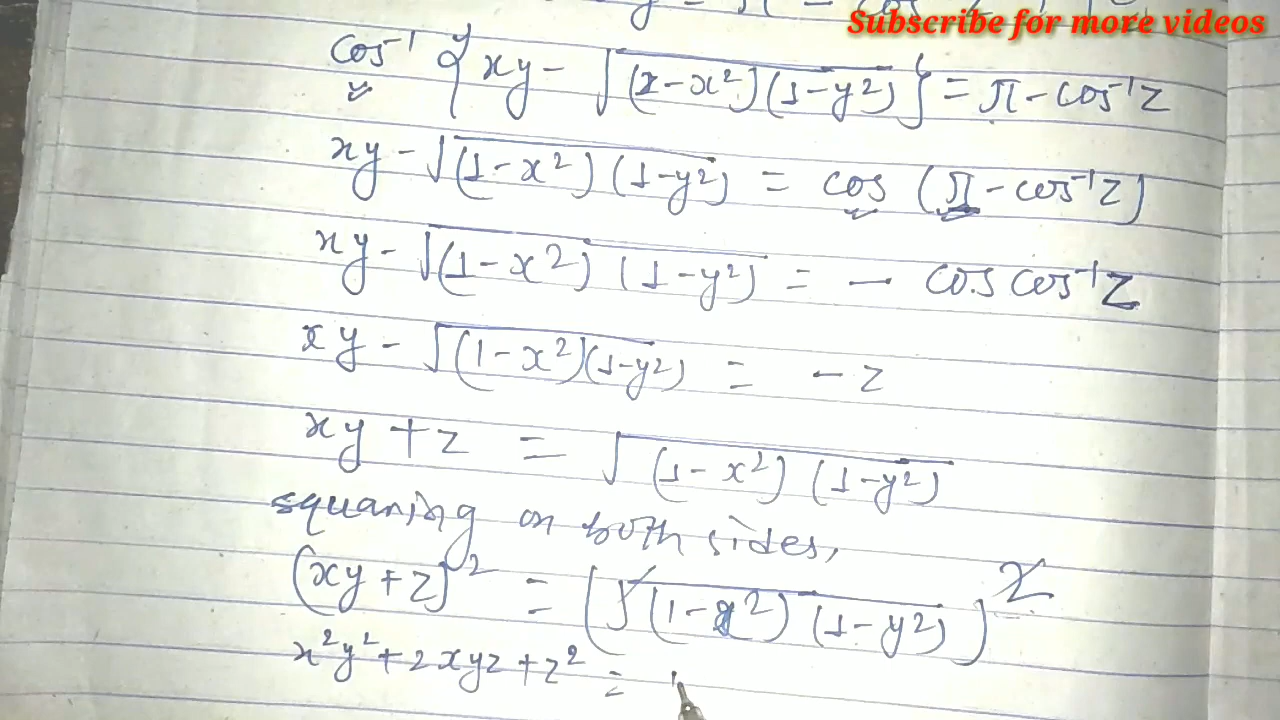 Subscribe for more videos
cos⁻¹ { xy - √(1-x²)(1-y²) } = π - cos⁻¹z
xy - √(1-x²)(1-y²) = cos (π - cos⁻¹z)
xy - √(1-x²)(1-y²) = - cos cos⁻¹z
xy - √(1-x²)(1-y²) = - z
xy + z = √(1-x²)(1-y²)
squaring on both sides,
(xy + z)² = (√(1-x²)(1-y²))²
x²y² + 2xyz + z² =